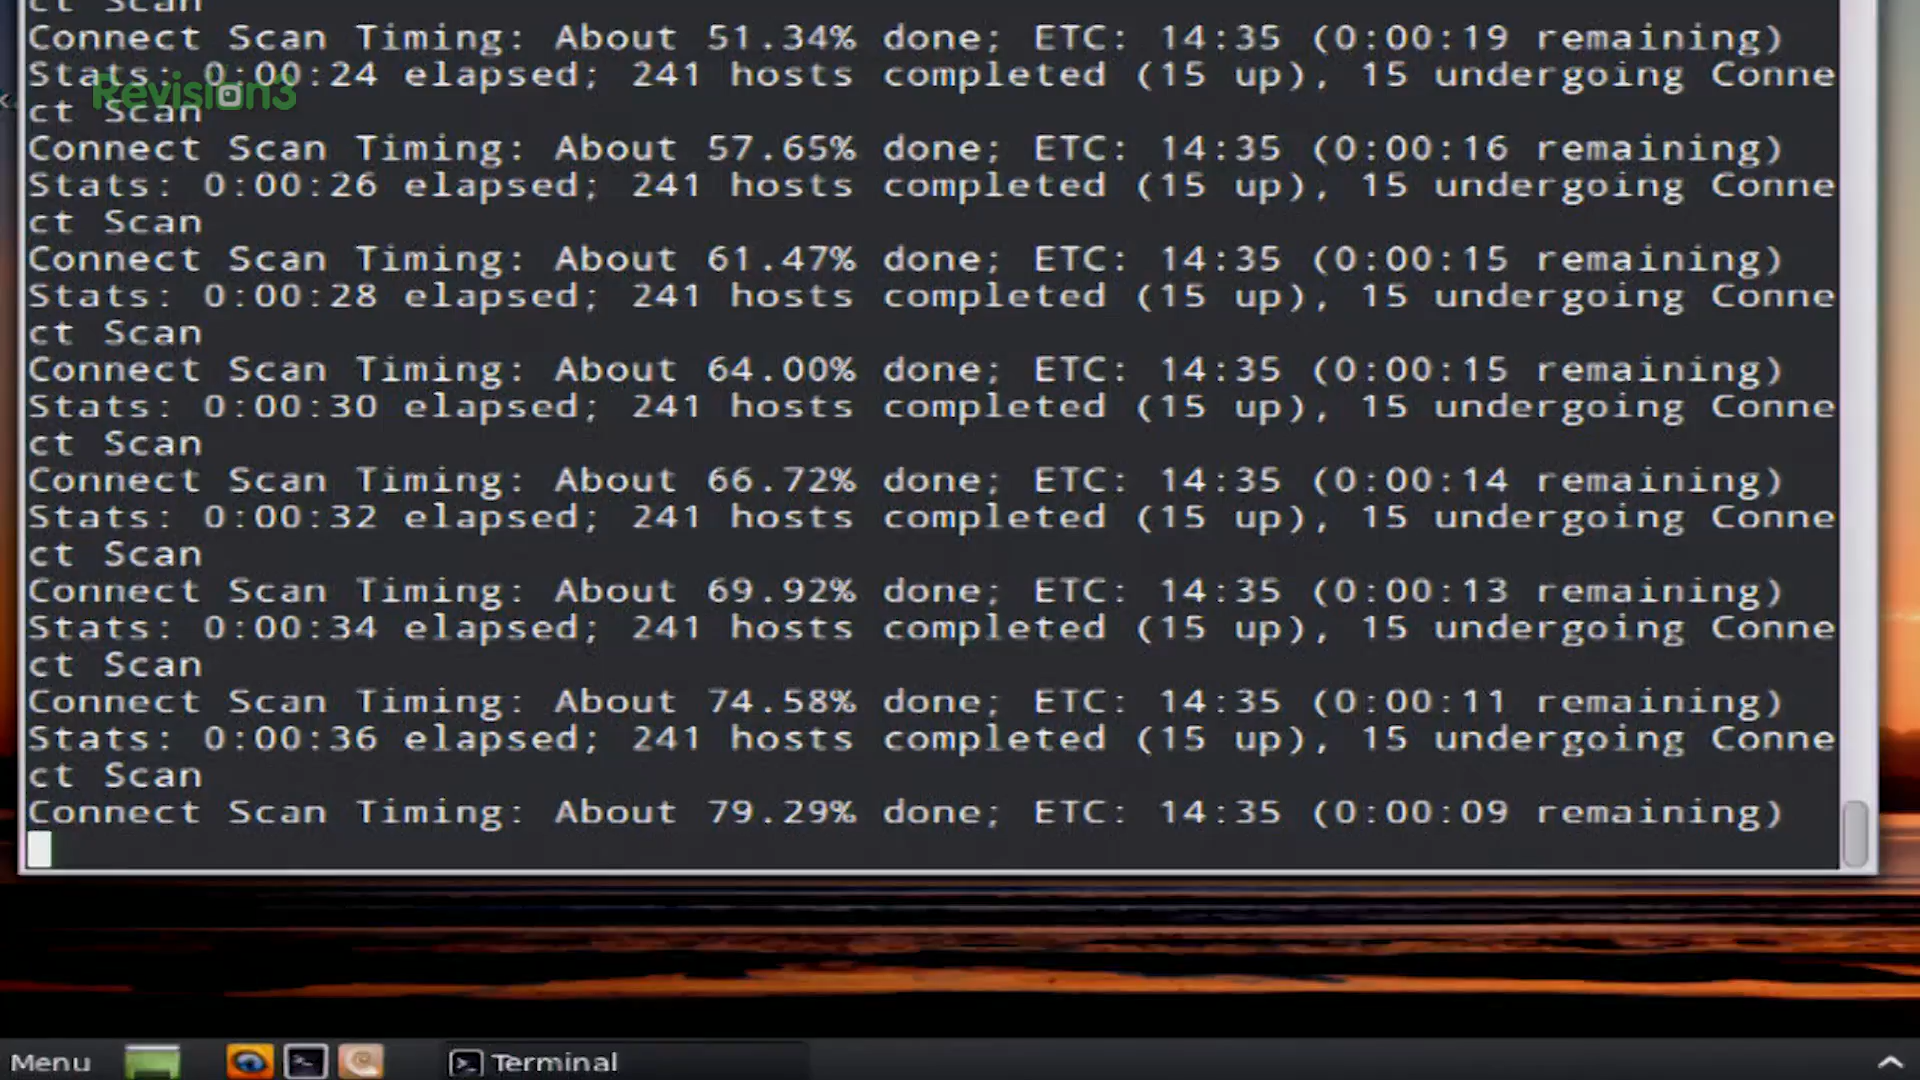 ct Scan
Connect Scan Timing: About 51.34% done; ETC: 14:35 (0:00:19 remaining)
Stats: 0:00:24 elapsed; 241 hosts completed (15 up), 15 undergoing Conne
Revision3
ct Scan
Connect Scan Timing: About 57.65% done; ETC: 14:35 (0:00:16 remaining)
Stats: 0:00:26 elapsed; 241 hosts completed (15 up), 15 undergoing Conne
ct Scan
Connect Scan Timing: About 61.47% done; ETC: 14:35 (0:00:15 remaining)
Stats: 0:00:28 elapsed; 241 hosts completed (15 up), 15 undergoing Conne
ct Scan
Connect Scan Timing: About 64.00% done; ETC: 14:35 (0:00:15 remaining)
Stats: 0:00:30 elapsed; 241 hosts completed (15 up), 15 undergoing Conne
ct Scan
Connect Scan Timing: About 66.72% done; ETC: 14:35 (0:00:14 remaining)
Stats: 0:00:32 elapsed; 241 hosts completed (15 up), 15 undergoing Conne
ct Scan
Connect Scan Timing: About 69.92% done; ETC: 14:35 (0:00:13 remaining)
Stats: 0:00:34 elapsed; 241 hosts completed (15 up), 15 undergoing Conne
ct Scan
Connect Scan Timing: About 74.58% done; ETC: 14:35 (0:00:11 remaining)
Stats: 0:00:36 elapsed; 241 hosts completed (15 up), 15 undergoing Conne
ct Scan
Connect Scan Timing: About 79.29% done; ETC: 14:35 (0:00:09 remaining)
Menu
Terminal